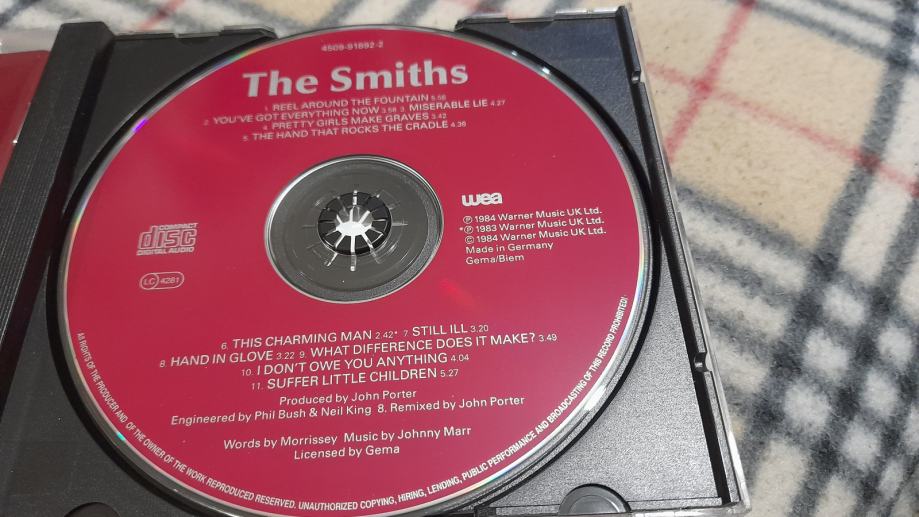 4509-91892-2
The Smiths
1. REEL AROUND THE FOUNTAIN 5.56
2. YOU'VE GOT EVERYTHING NOW 3.58 3. MISERABLE LIE 4.27
4. PRETTY GIRLS MAKE GRAVES 3.42
5. THE HAND THAT ROCKS THE CRADLE 4.36
COMPACT
disc
DIGITAL AUDIO
LC 4281
wea
℗ 1984 Warner Music UK Ltd.
*℗ 1983 Warner Music UK Ltd.
© 1984 Warner Music UK Ltd.
Made in Germany
Gema/Biem
6. THIS CHARMING MAN 2.42* 7. STILL ILL 3.20
8. HAND IN GLOVE 3.22 9. WHAT DIFFERENCE DOES IT MAKE? 3.49
10. I DON'T OWE YOU ANYTHING 4.04
11. SUFFER LITTLE CHILDREN 5.27
Produced by John Porter
Engineered by Phil Bush & Neil King 8. Remixed by John Porter
Words by Morrissey Music by Johnny Marr
Licensed by Gema
ALL RIGHTS OF THE PRODUCER AND OF THE OWNER OF THE WORK REPRODUCED RESERVED. UNAUTHORIZED COPYING, HIRING, LENDING, PUBLIC PERFORMANCE AND BROADCASTING OF THIS RECORD PROHIBITED!